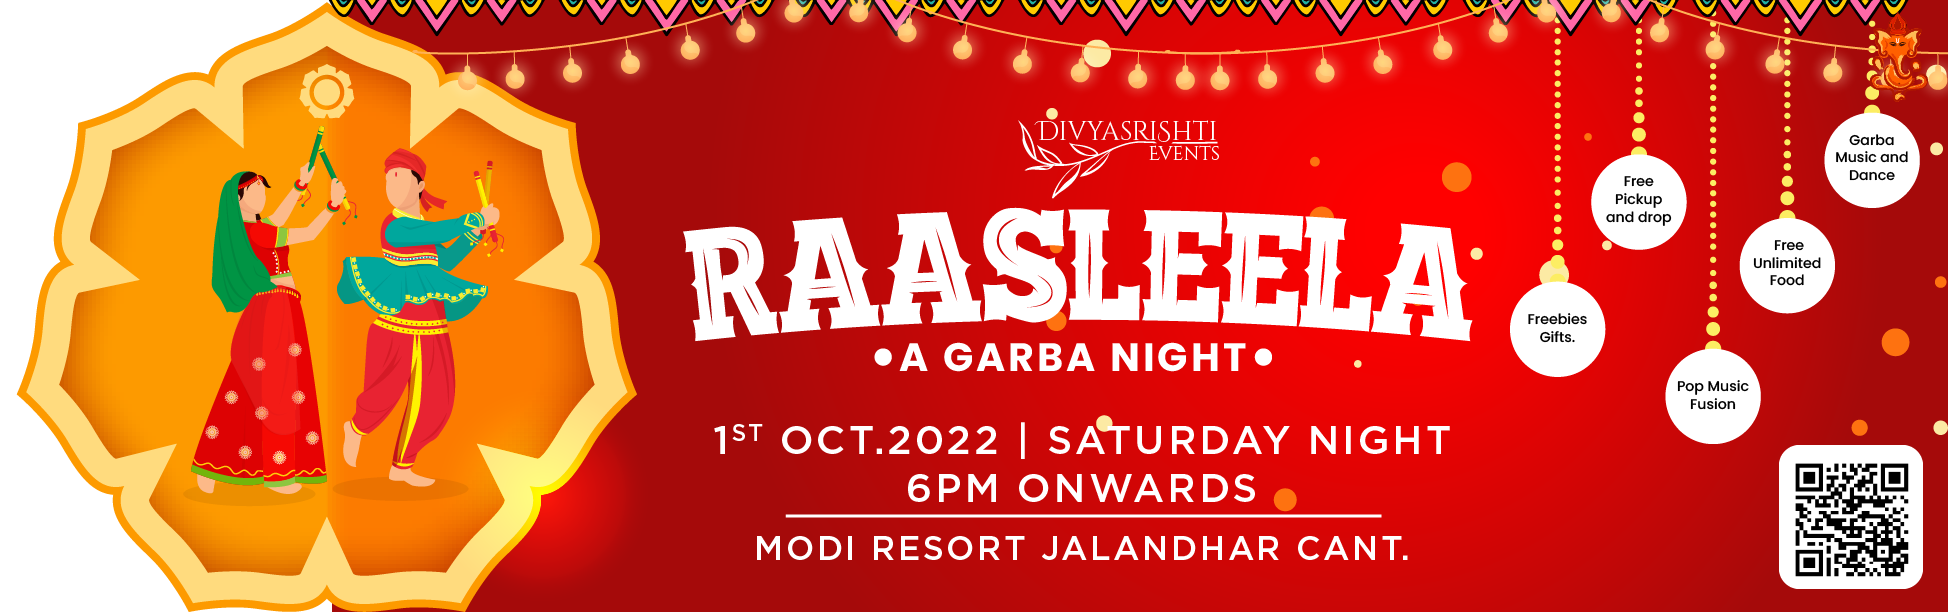 DIVYASRISHTI
EVENTS
RAASLEELA
•A GARBA NIGHT•
1ST OCT.2022 | SATURDAY NIGHT
6PM ONWARDS
MODI RESORT JALANDHAR CANT.
Freebies
Gifts.
Free
Pickup
and drop
Pop Music
Fusion
Free
Unlimited
Food
Garba
Music and
Dance